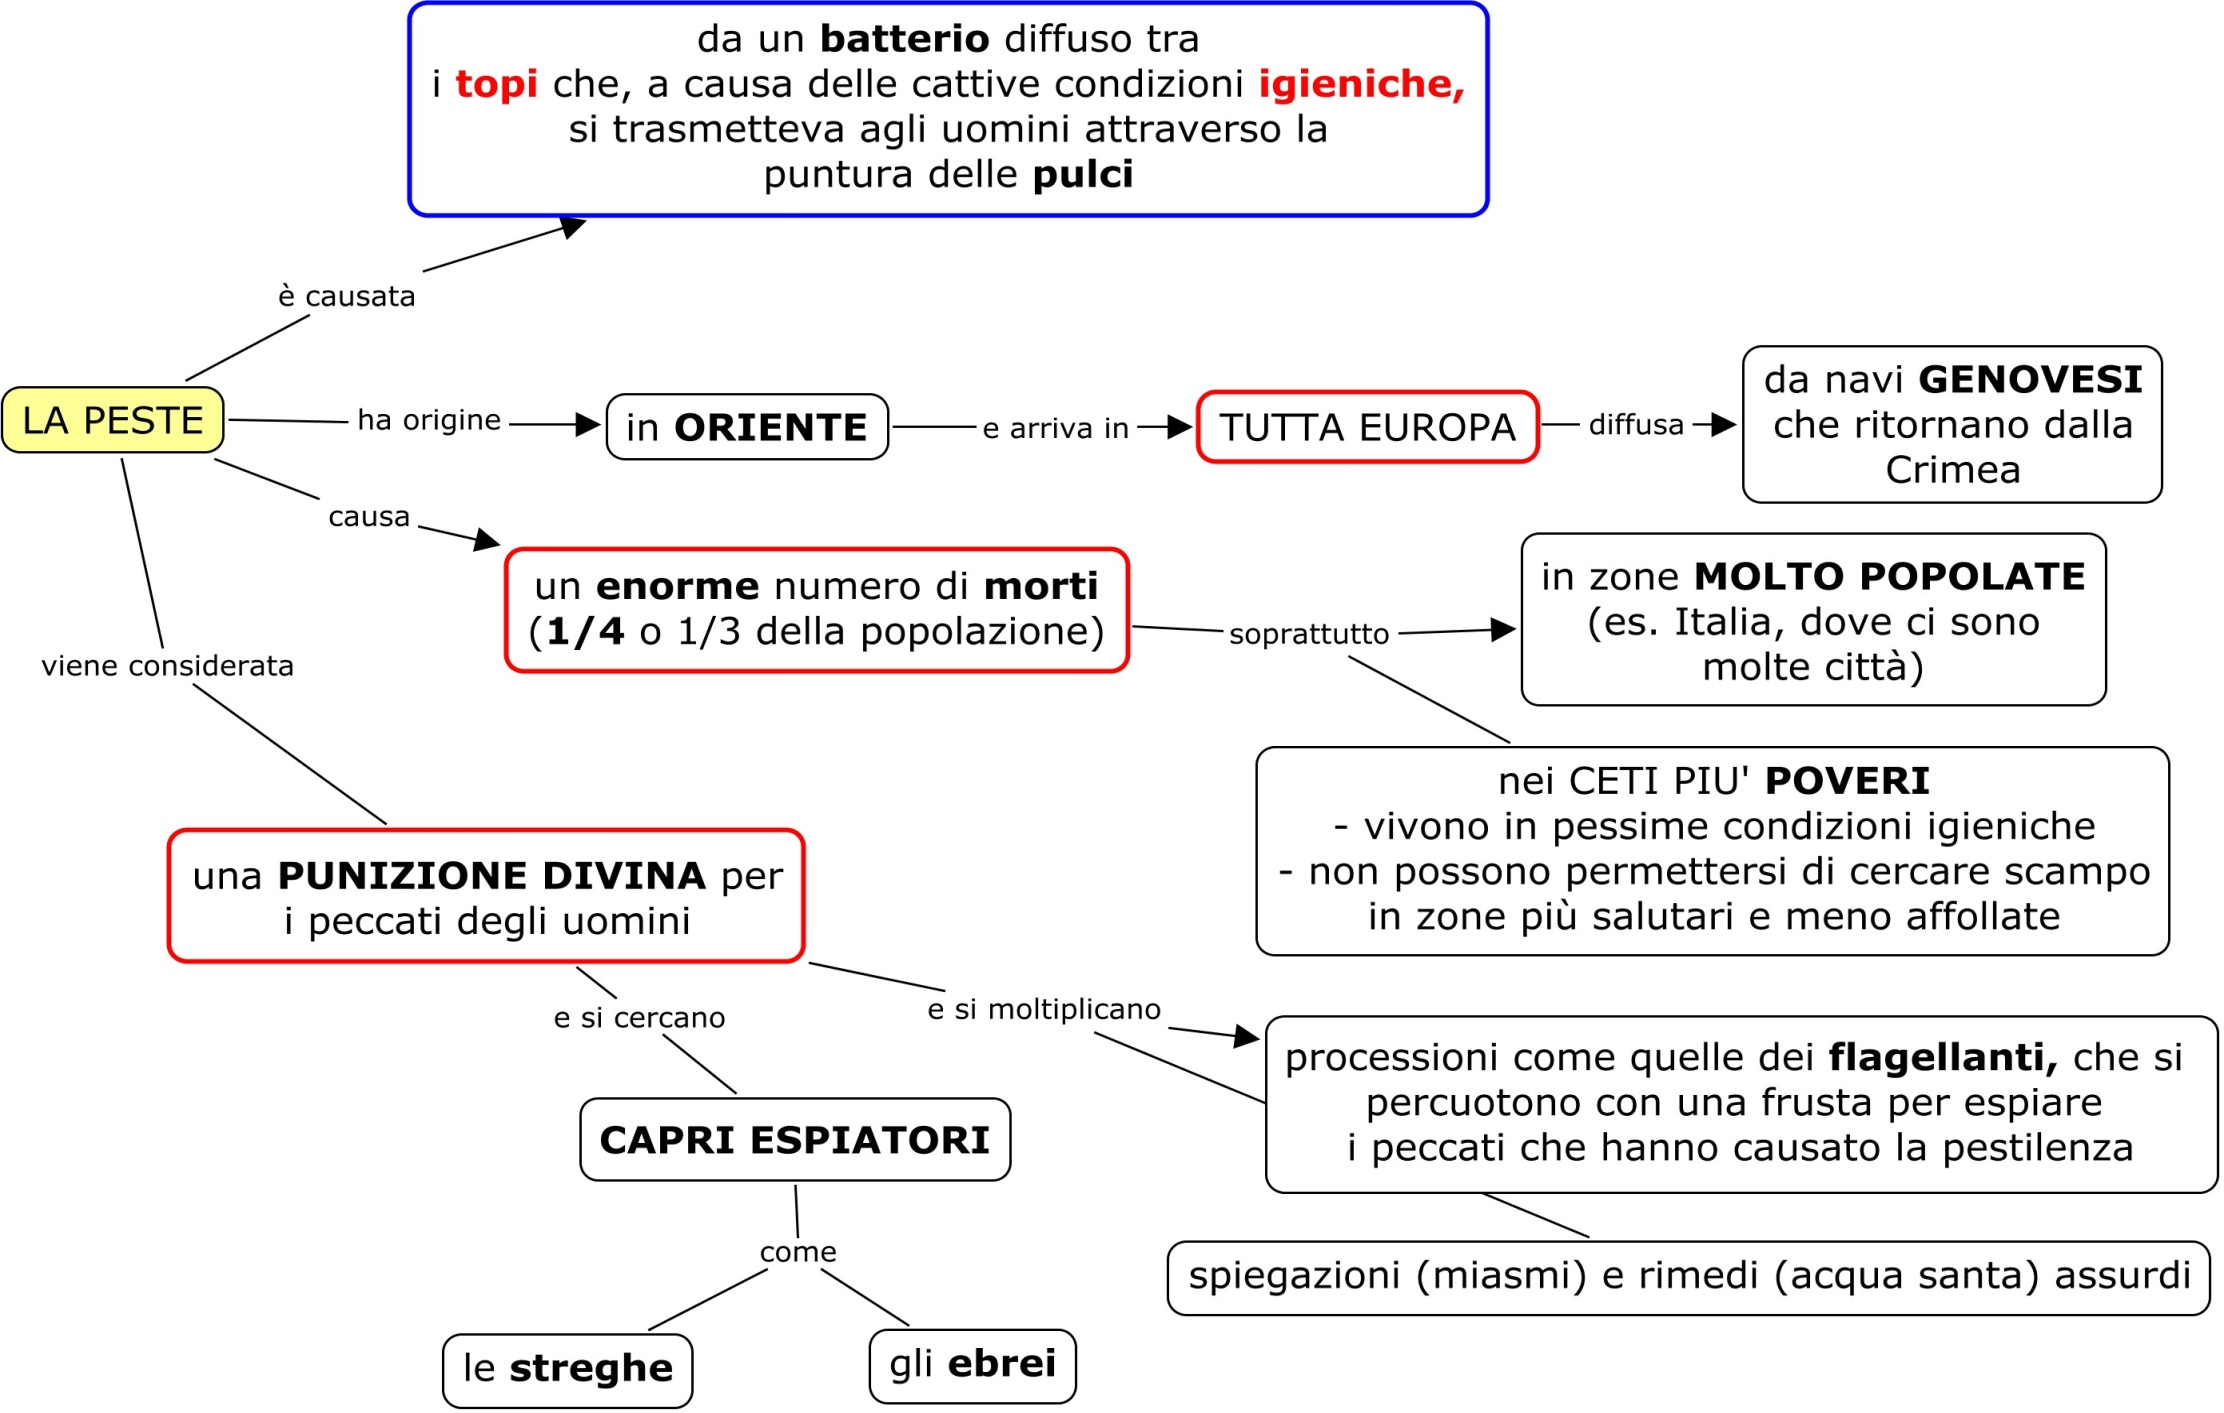 da un batterio diffuso tra
i topi che, a causa delle cattive condizioni igieniche,
si trasmetteva agli uomini attraverso la
puntura delle pulci
è causata
LA PESTE
ha origine
in ORIENTE
e arriva in
TUTTA EUROPA
diffusa
da navi GENOVESI
che ritornano dalla
Crimea
causa
un enorme numero di morti
(1/4 o 1/3 della popolazione)
soprattutto
in zone MOLTO POPOLATE
(es. Italia, dove ci sono
molte città)
nei CETI PIU' POVERI
- vivono in pessime condizioni igieniche
- non possono permettersi di cercare scampo
in zone più salutari e meno affollate
viene considerata
una PUNIZIONE DIVINA per
i peccati degli uomini
e si cercano
CAPRI ESPIATORI
come
le streghe
gli ebrei
e si moltiplicano
processioni come quelle dei flagellanti, che si
percuotono con una frusta per espiare
i peccati che hanno causato la pestilenza
spiegazioni (miasmi) e rimedi (acqua santa) assurdi